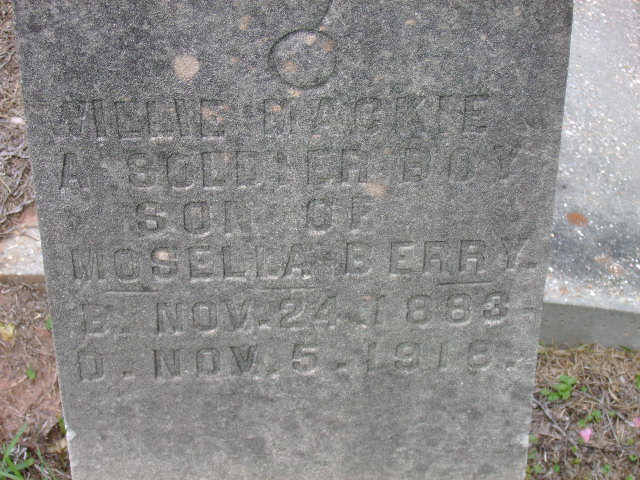 WILLIE MACKIE
A SOLDIER BOY
SON OF
MOSELLA BERRY.
B. NOV. 24. 1883.
D. NOV. 5. 1918.